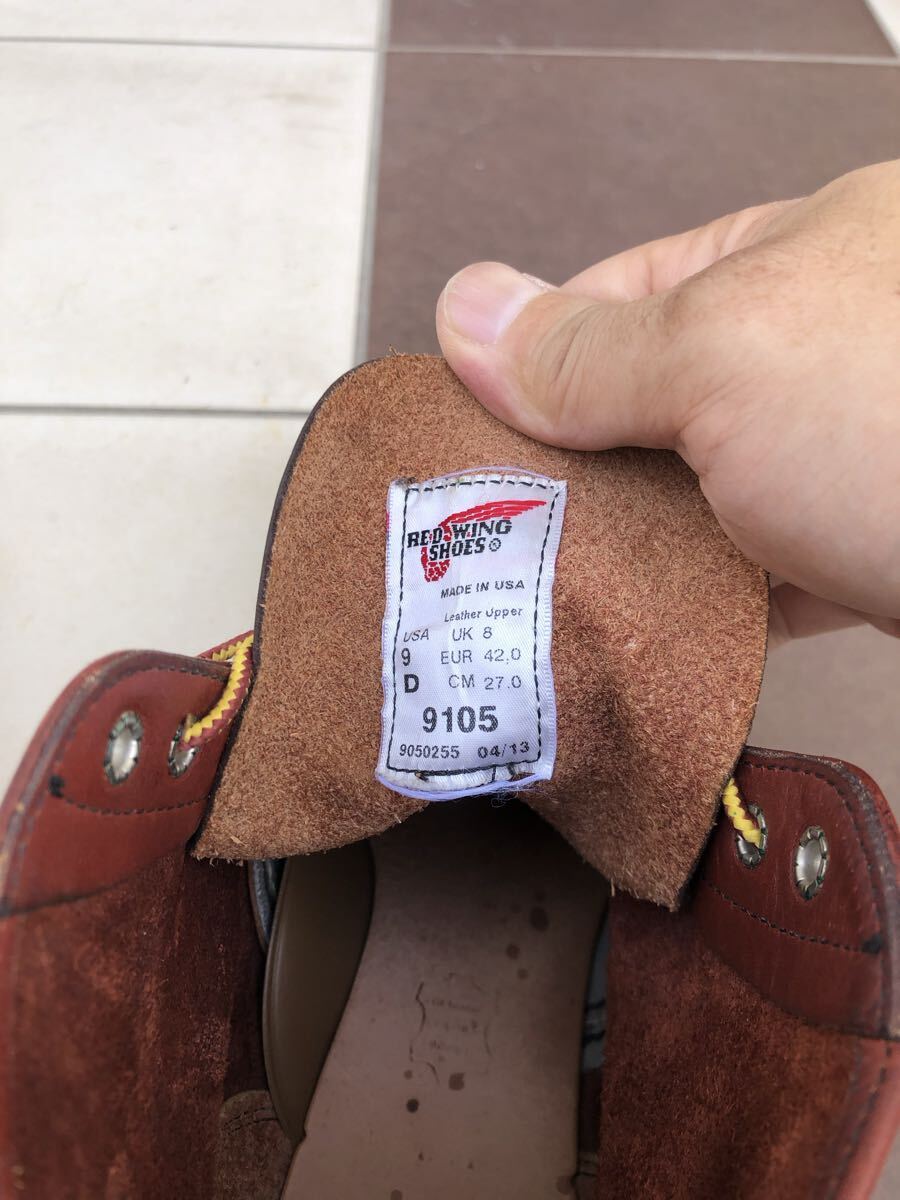 RED WING
SHOES®
MADE IN USA
Leather Upper
USA UK 8
9 EUR 42,0
D CM 27.0
9105
9050255 04/13